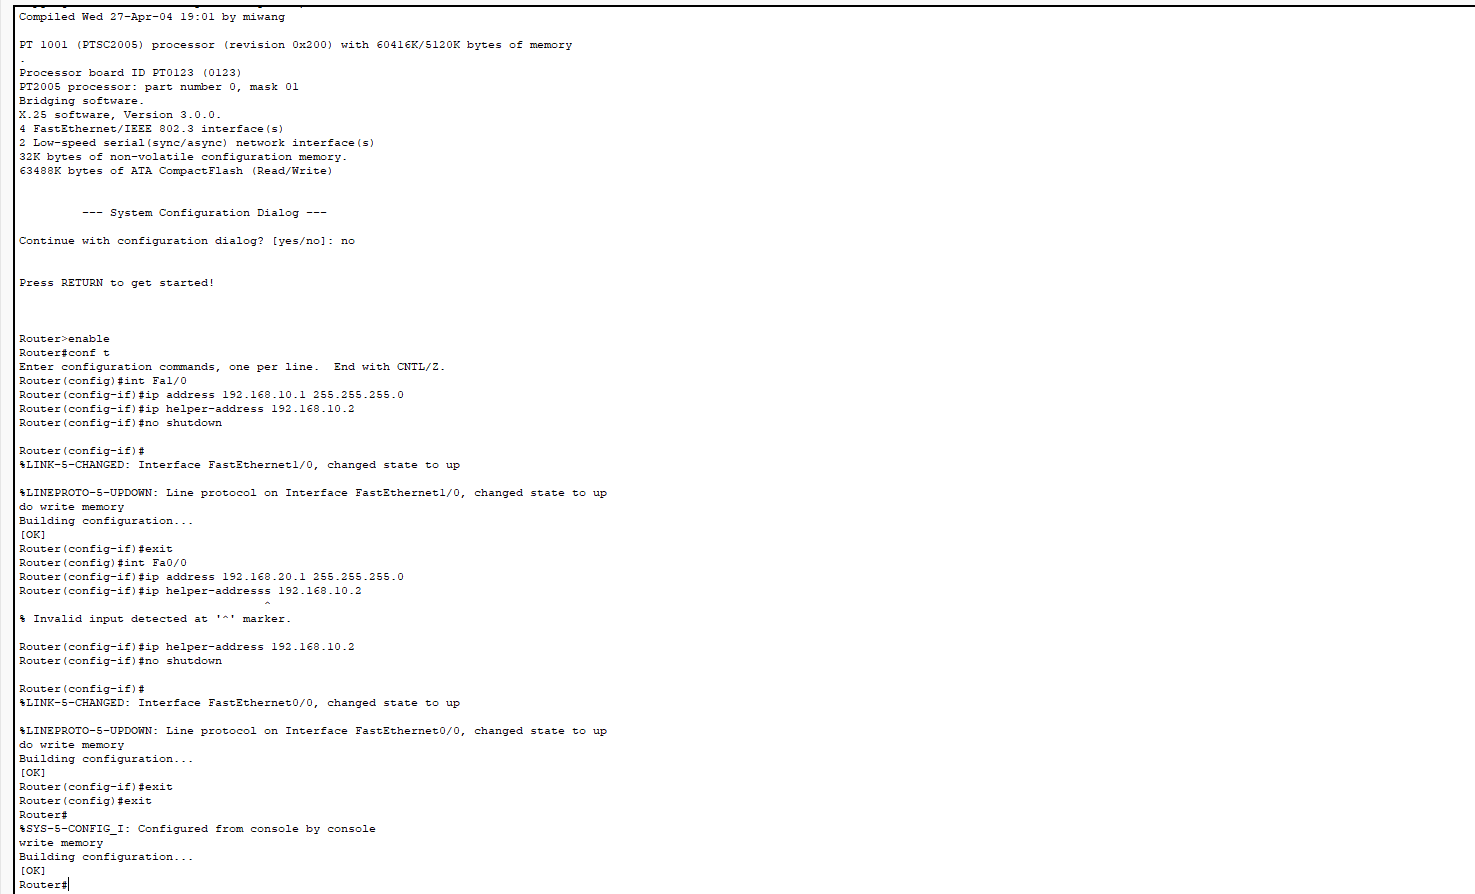 Compiled Wed 27-Apr-04 19:01 by miwang
PT 1001 (PTSC2005) processor (revision 0x200) with 60416K/5120K bytes of memory
.
Processor board ID PT0123 (0123)
PT2005 processor: part number 0, mask 01
Bridging software.
X.25 software, Version 3.0.0.
4 FastEthernet/IEEE 802.3 interface(s)
2 Low-speed serial(sync/async) network interface(s)
32K bytes of non-volatile configuration memory.
63488K bytes of ATA CompactFlash (Read/Write)
--- System Configuration Dialog ---
Continue with configuration dialog? [yes/no]: no
Press RETURN to get started!
Router>enable
Router#conf t
Enter configuration commands, one per line.  End with CNTL/Z.
Router(config)#int Fa1/0
Router(config-if)#ip address 192.168.10.1 255.255.255.0
Router(config-if)#ip helper-address 192.168.10.2
Router(config-if)#no shutdown
Router(config-if)#
%LINK-5-CHANGED: Interface FastEthernet1/0, changed state to up
%LINEPROTO-5-UPDOWN: Line protocol on Interface FastEthernet1/0, changed state to up
do write memory
Building configuration...
[OK]
Router(config-if)#exit
Router(config)#int Fa0/0
Router(config-if)#ip address 192.168.20.1 255.255.255.0
Router(config-if)#ip helper-addresss 192.168.10.2
^
% Invalid input detected at '^' marker.
Router(config-if)#ip helper-address 192.168.10.2
Router(config-if)#no shutdown
Router(config-if)#
%LINK-5-CHANGED: Interface FastEthernet0/0, changed state to up
%LINEPROTO-5-UPDOWN: Line protocol on Interface FastEthernet0/0, changed state to up
do write memory
Building configuration...
[OK]
Router(config-if)#exit
Router(config)#exit
Router#
%SYS-5-CONFIG_I: Configured from console by console
write memory
Building configuration...
[OK]
Router#